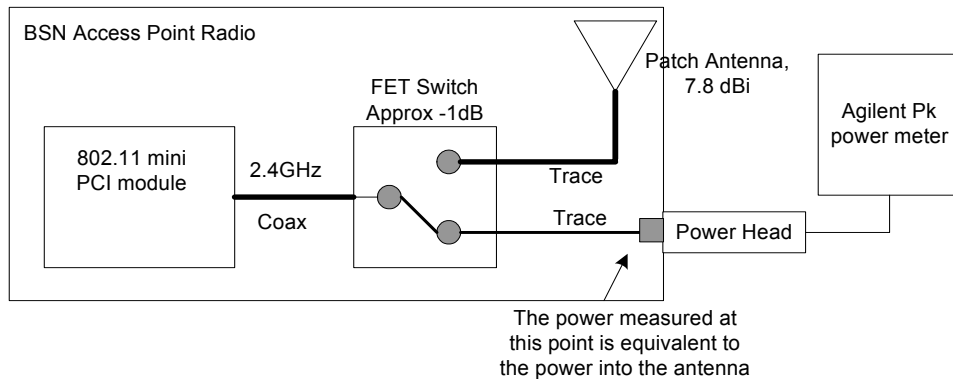 BSN Access Point Radio
FET Switch
Approx -1dB
Patch Antenna,
7.8 dBi
Agilent Pk
power meter
802.11 mini
PCI module
2.4GHz
Coax
Trace
Trace
Power Head
The power measured at
this point is equivalent to
the power into the antenna